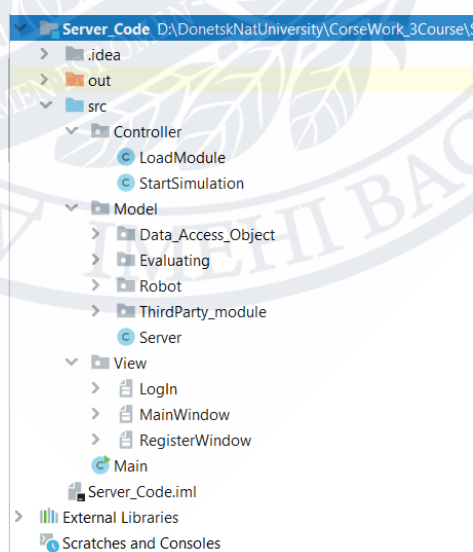 Server_Code D:\DonetskNatUniversity\CorseWork_3Course\S
.idea
out
src
Controller
LoadModule
StartSimulation
Model
Data_Access_Object
Evaluating
Robot
ThirdParty_module
Server
View
LogIn
MainWindow
RegisterWindow
Main
Server_Code.iml
External Libraries
Scratches and Consoles